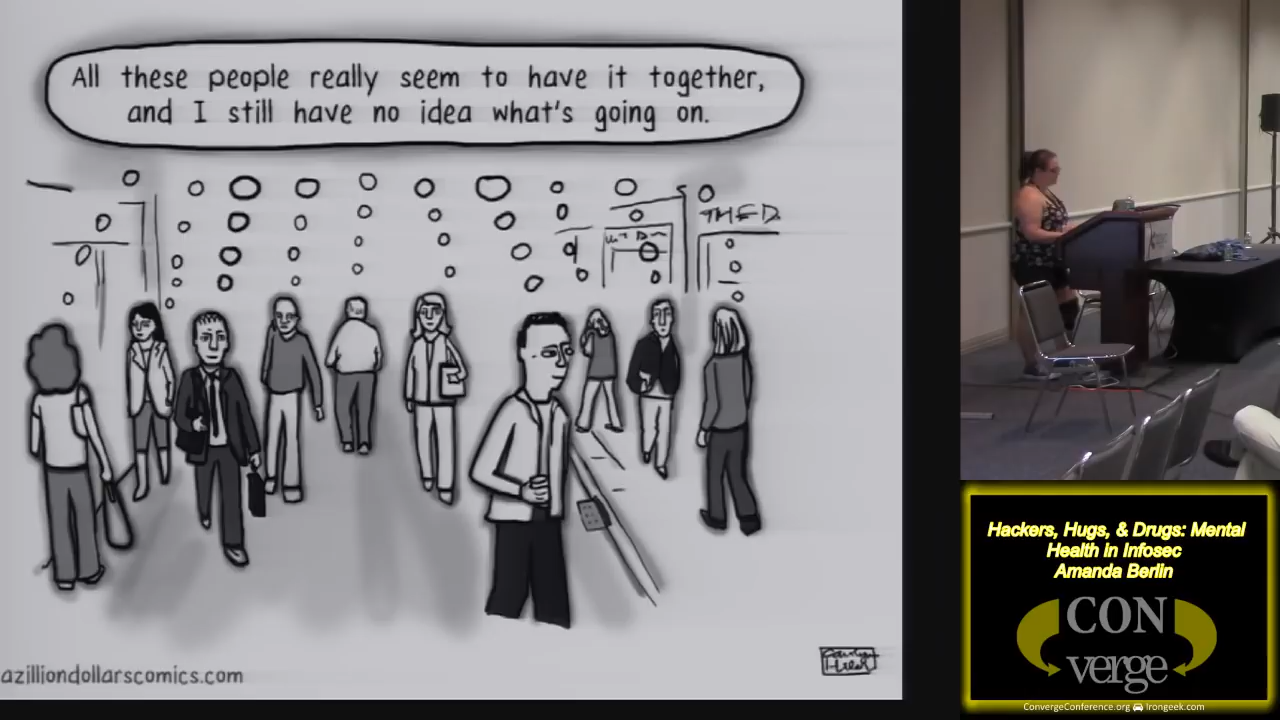 All these people really seem to have it together,
and I still have no idea what's going on.
THED
azilliondollarscomics.com
Hackers, Hugs, & Drugs: Mental
Health in Infosec
Amanda Berlin
CON
verge
ConvergeConference.org Irongeek.com